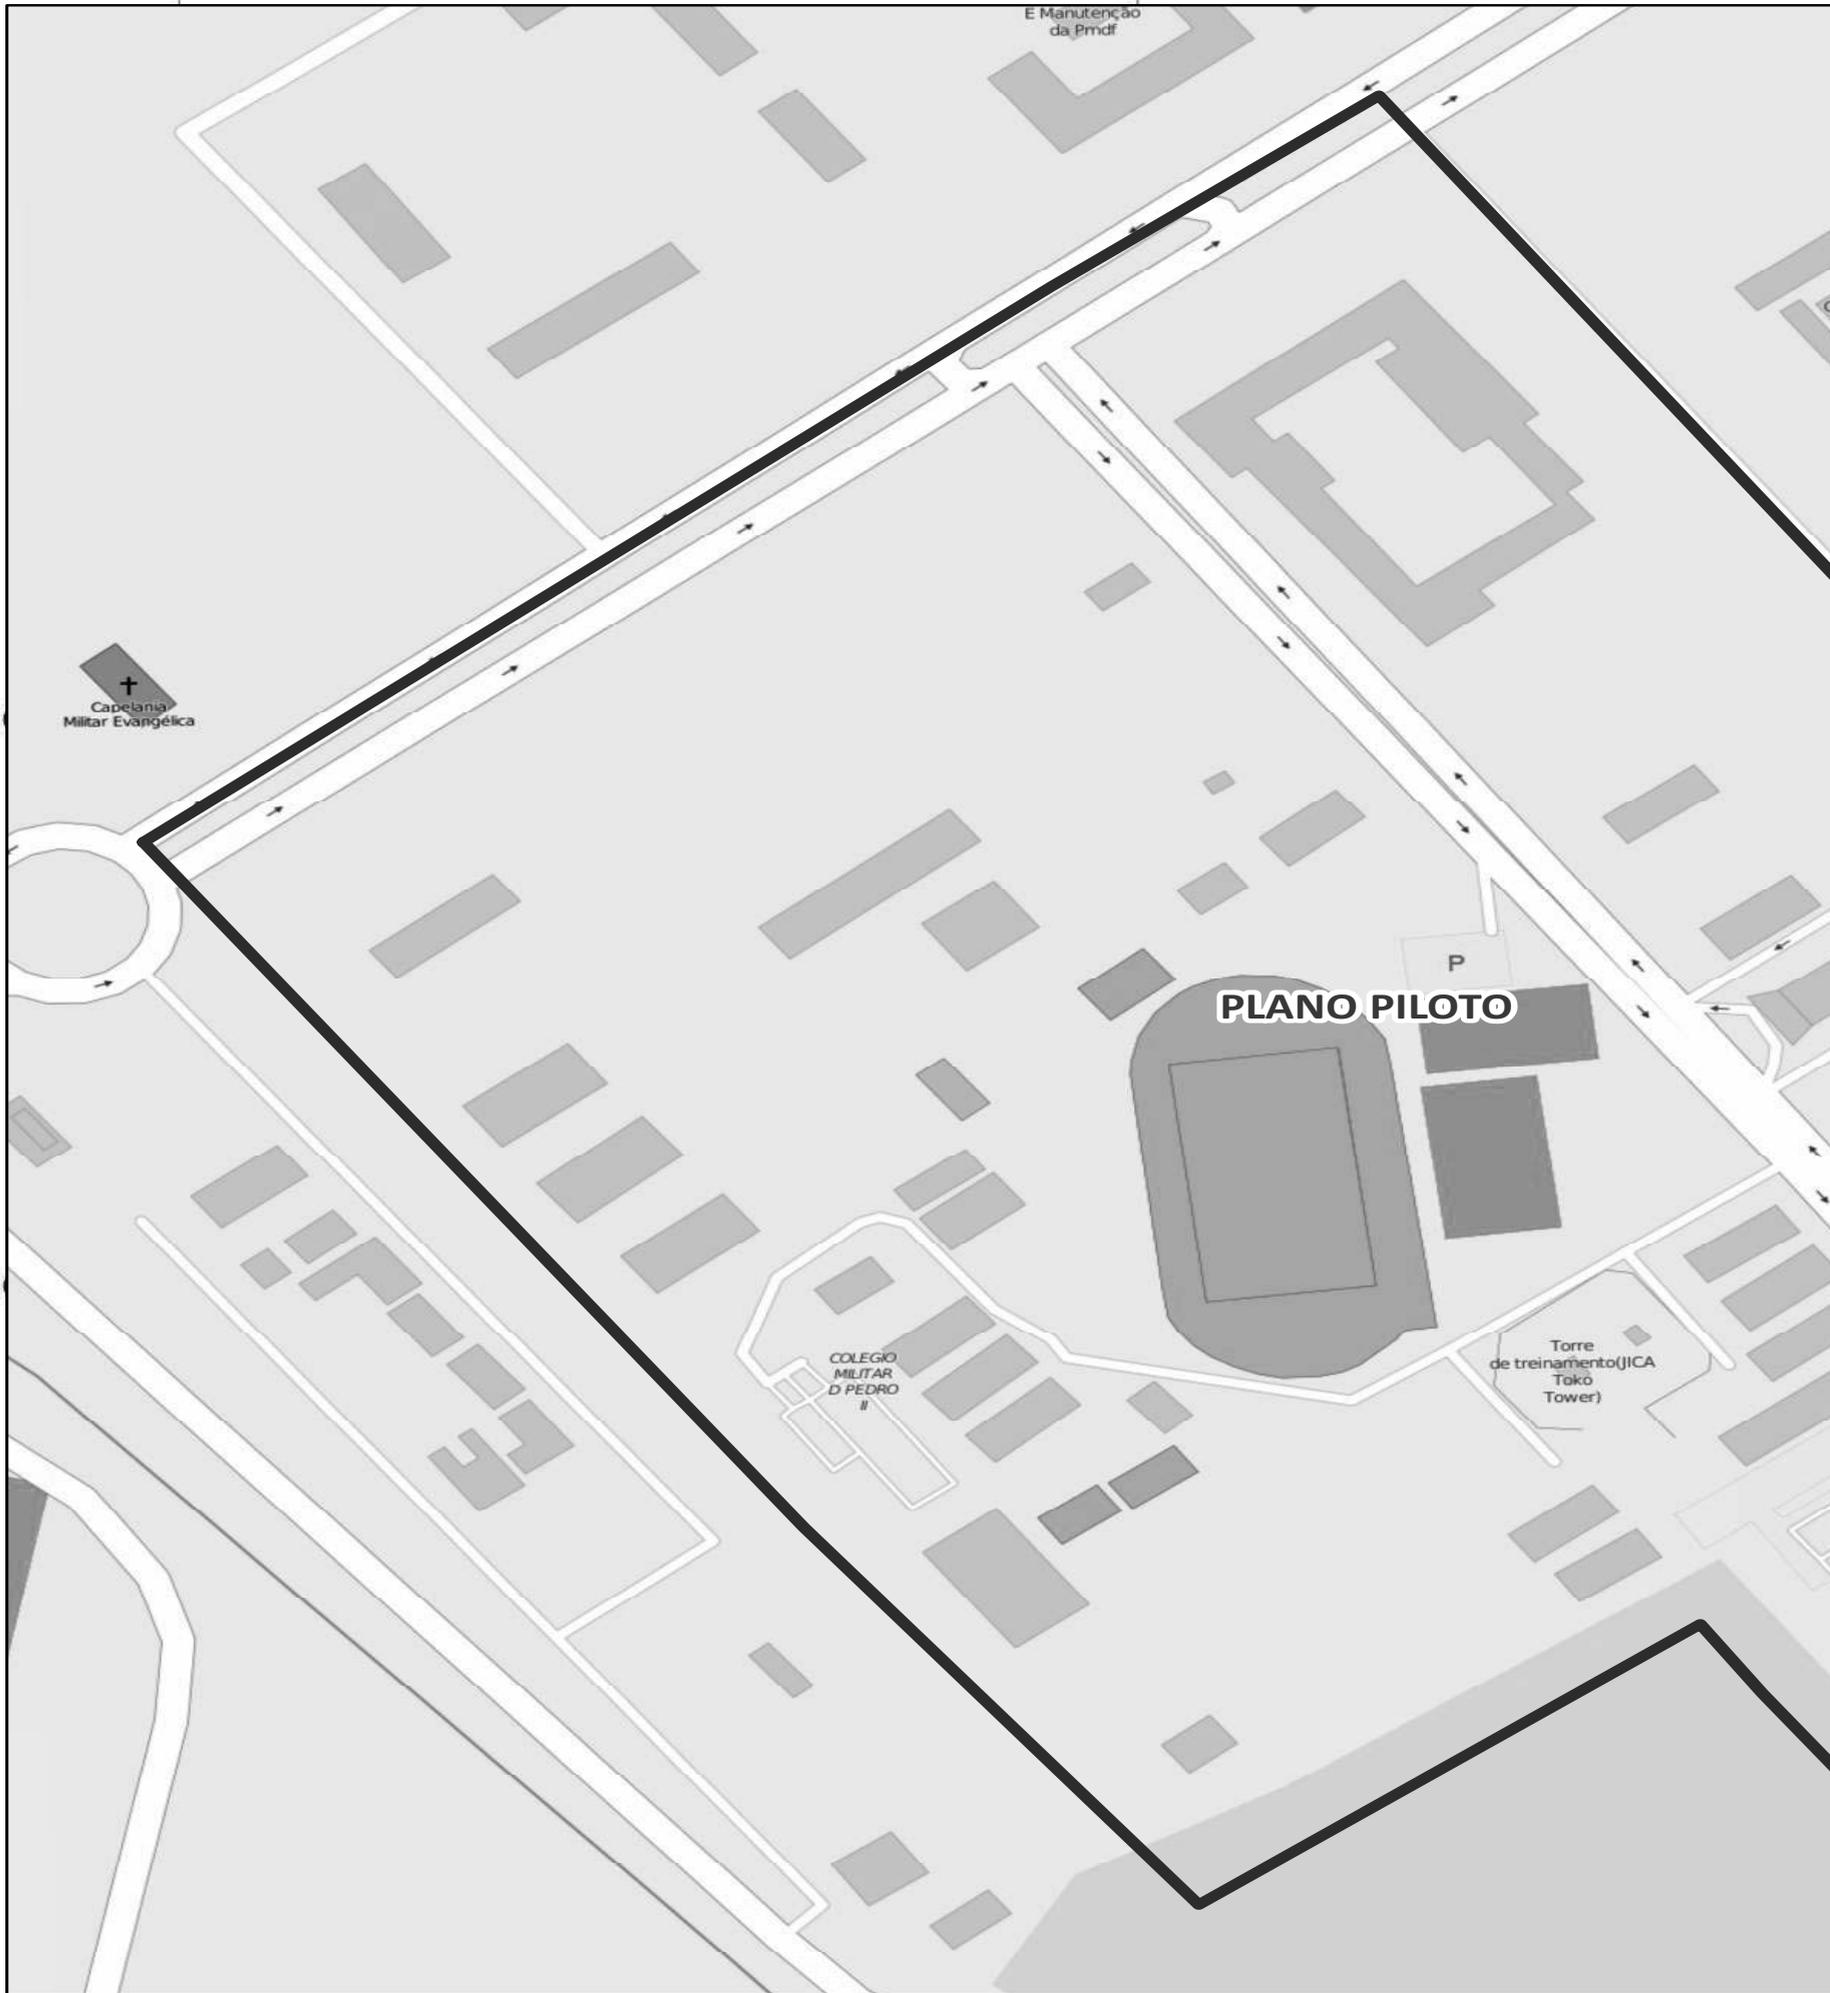 E Manutenção
da Pmdf
Capelania
Militar Evangélica
P
PLANO PILOTO
COLEGIO
MILITAR
D PEDRO
II
Torre
de treinamento(JICA
Toko
Tower)